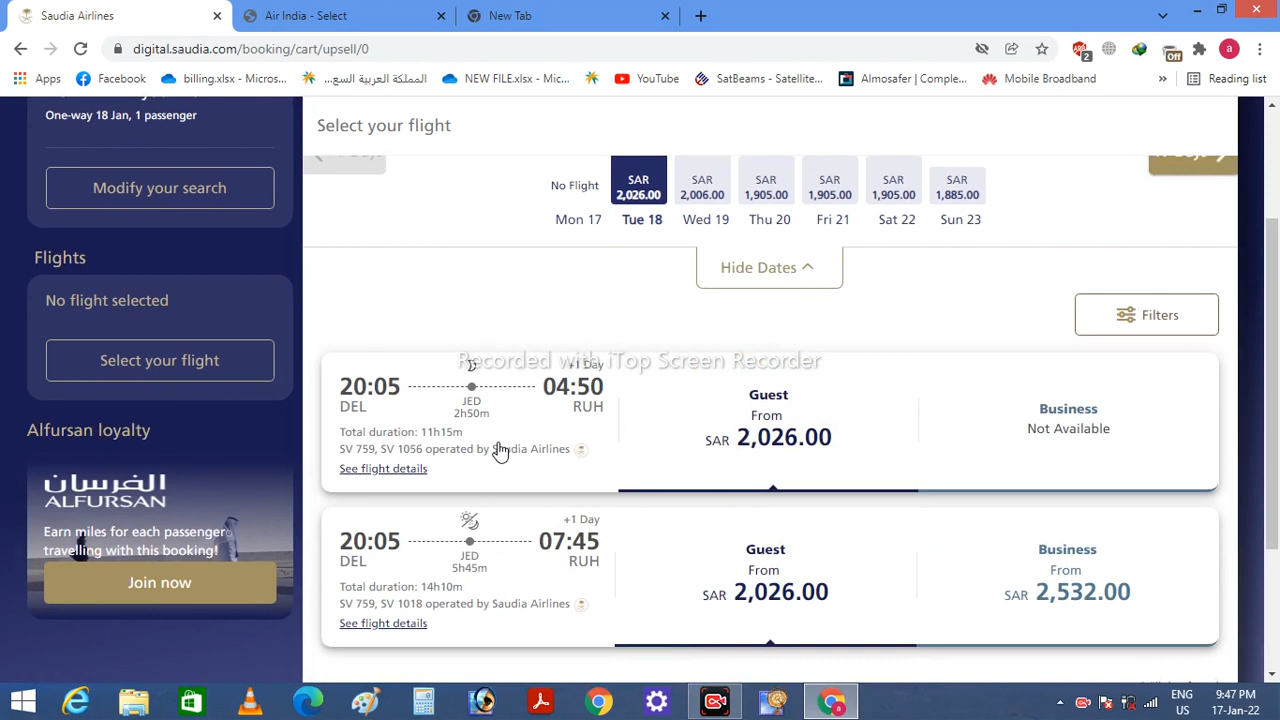 Saudia Airlines
Air India - Select
New Tab
digital.saudia.com/booking/cart/upsell/0
2
Off
a
Apps
Facebook
billing.xlsx - Micros...
المملكة العربية السع...
NEW FILE.xlsx - Mic...
YouTube
SatBeams - Satellite...
Almosafer | Comple...
Mobile Broadband
»
Reading list
One-way 18 Jan, 1 passenger
Modify your search
Flights
No flight selected
Select your flight
Alfursan loyalty
الفرسان
ALFURSAN
Earn miles for each passenger
travelling with this booking!
Join now
Select your flight
No Flight
SAR
2,026.00
SAR
2,006.00
SAR
1,905.00
SAR
1,905.00
SAR
1,905.00
SAR
1,885.00
Mon 17
Tue 18
Wed 19
Thu 20
Fri 21
Sat 22
Sun 23
Hide Dates
Filters
Recorded with iTop Screen Recorder
+1 Day
20:05
04:50
DEL
JED
RUH
2h50m
Total duration: 11h15m
SV 759, SV 1056 operated by Saudia Airlines
See flight details
Guest
From
SAR 2,026.00
Business
Not Available
+1 Day
20:05
07:45
DEL
JED
RUH
5h45m
Total duration: 14h10m
SV 759, SV 1018 operated by Saudia Airlines
See flight details
Guest
From
SAR 2,026.00
Business
From
SAR 2,532.00
ENG
US
9:47 PM
17-Jan-22